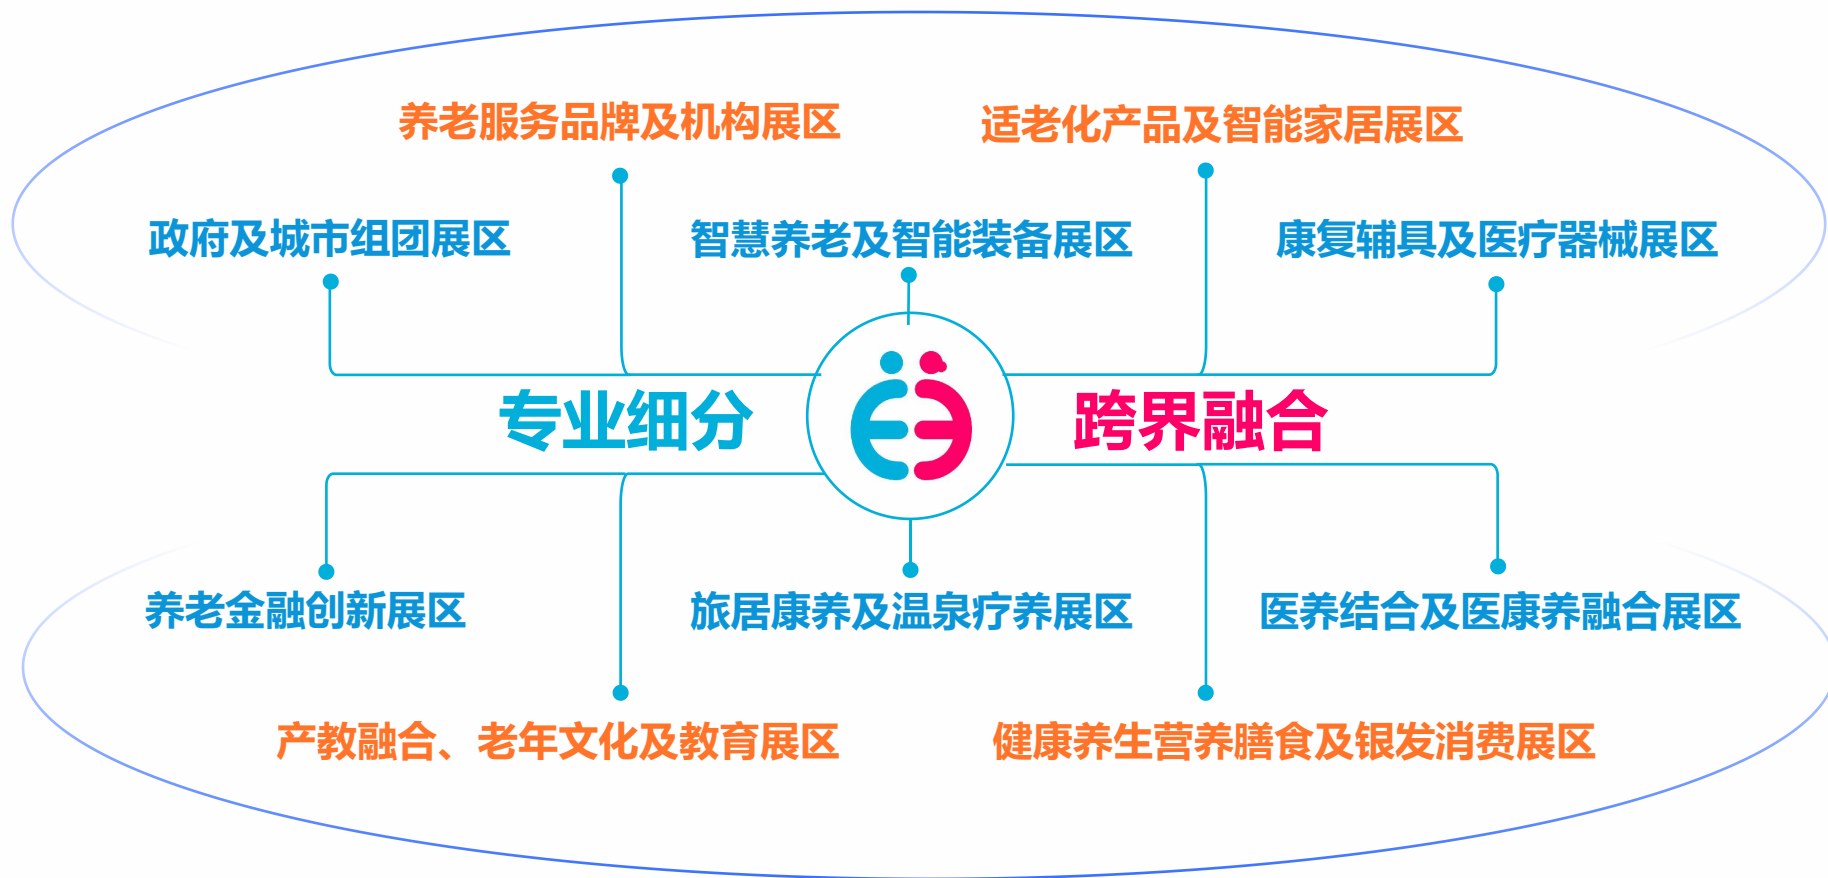 养老服务品牌及机构展区
适老化产品及智能家居展区
政府及城市组团展区
智慧养老及智能装备展区
康复辅具及医疗器械展区
专业细分
跨界融合
养老金融创新展区
旅居康养及温泉疗养展区
医养结合及医康养融合展区
产教融合、老年文化及教育展区
健康养生营养膳食及银发消费展区